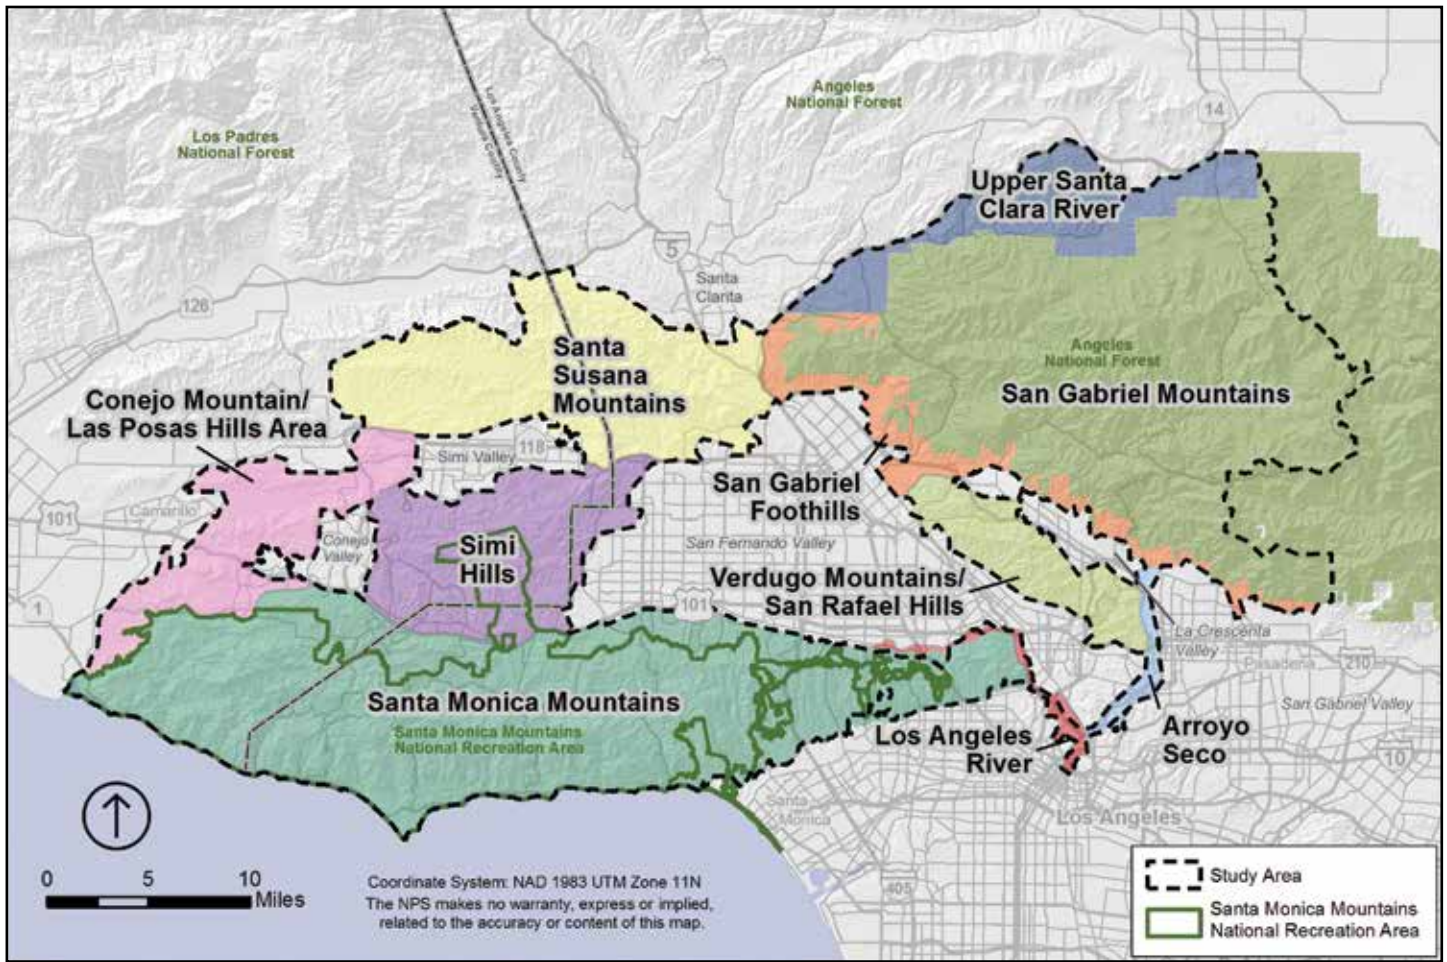 Los Angeles County
Ventura County
Los Padres
National Forest
Angeles
National Forest
14
Upper Santa
Clara River
5
Santa
Clarita
126
Santa
Susana
Mountains
Angeles
National Forest
San Gabriel Mountains
Conejo Mountain/
Las Posas Hills Area
118
Simi Valley
San Gabriel
Foothills
101
Camarillo
Conejo
Valley
Simi
Hills
San Fernando Valley
Verdugo Mountains/
San Rafael Hills
101
1
La Crescenta
Valley
Pasadena
210
San Gabriel Valley
Santa Monica Mountains
Santa Monica Mountains
National Recreation Area
Los Angeles
River
Arroyo
Seco
10
Santa
Monica
Los Angeles
405
0 5 10
Miles
Coordinate System: NAD 1983 UTM Zone 11N
The NPS makes no warranty, express or implied,
related to the accuracy or content of this map.
Study Area
Santa Monica Mountains
National Recreation Area